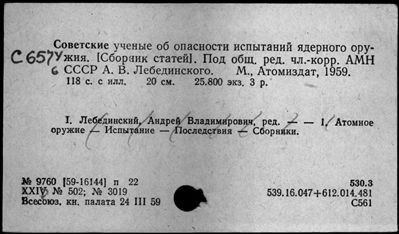 Советские ученые об опасности испытаний ядерного ору-
жия. [Сборник статей]. Под общ. ред. чл.-корр. АМН
С657У
6 СССР А. В. Лебединского. М., Атомиздат, 1959.
118 с. с илл. 20 см. 25.800 экз. 3 р.
I. Лебединский, Андрей Владимирович, ред. — — 1. Атомное
оружие — Испытание — Последствия — Сборники.
№ 9760 [59-16144] п 22 530.3
XXIV № 502; № 3019 539.16.047+612.014.481
Всесоюз. кн. палата 24 III 59 С561